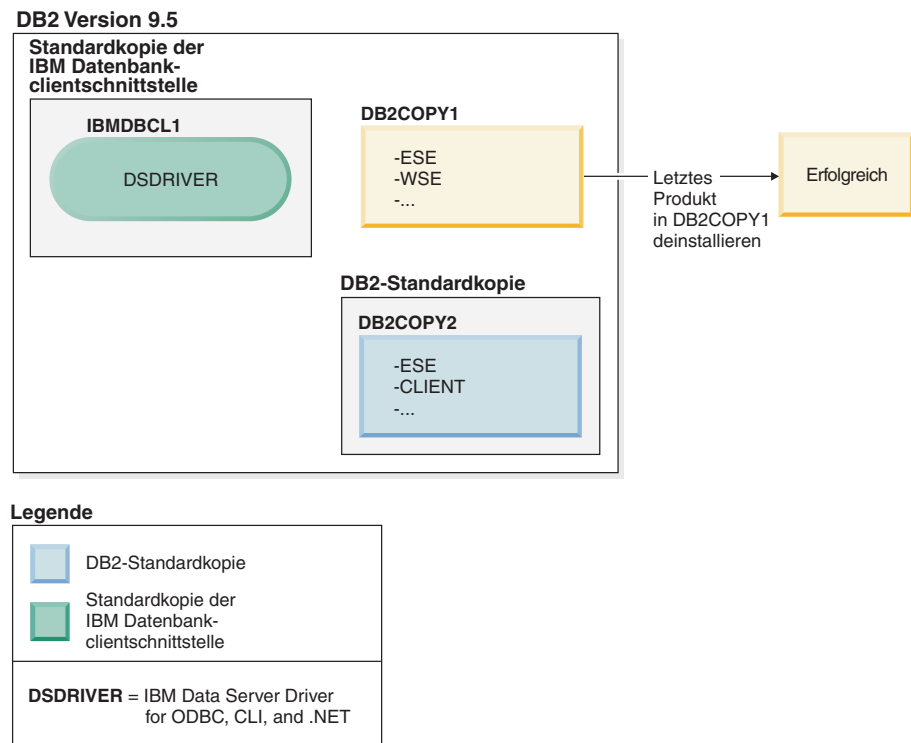 DB2 Version 9.5
Standardkopie der
IBM Datenbank-
clientschnittstelle
IBMDBCL1
DSDRIVER
DB2COPY1
-ESE
-WSE
-...
Letztes
Produkt
in DB2COPY1
deinstallieren
Erfolgreich
DB2-Standardkopie
DB2COPY2
-ESE
-CLIENT
-...
Legende
DB2-Standardkopie
Standardkopie der
IBM Datenbank-
clientschnittstelle
DSDRIVER = IBM Data Server Driver
for ODBC, CLI, and .NET